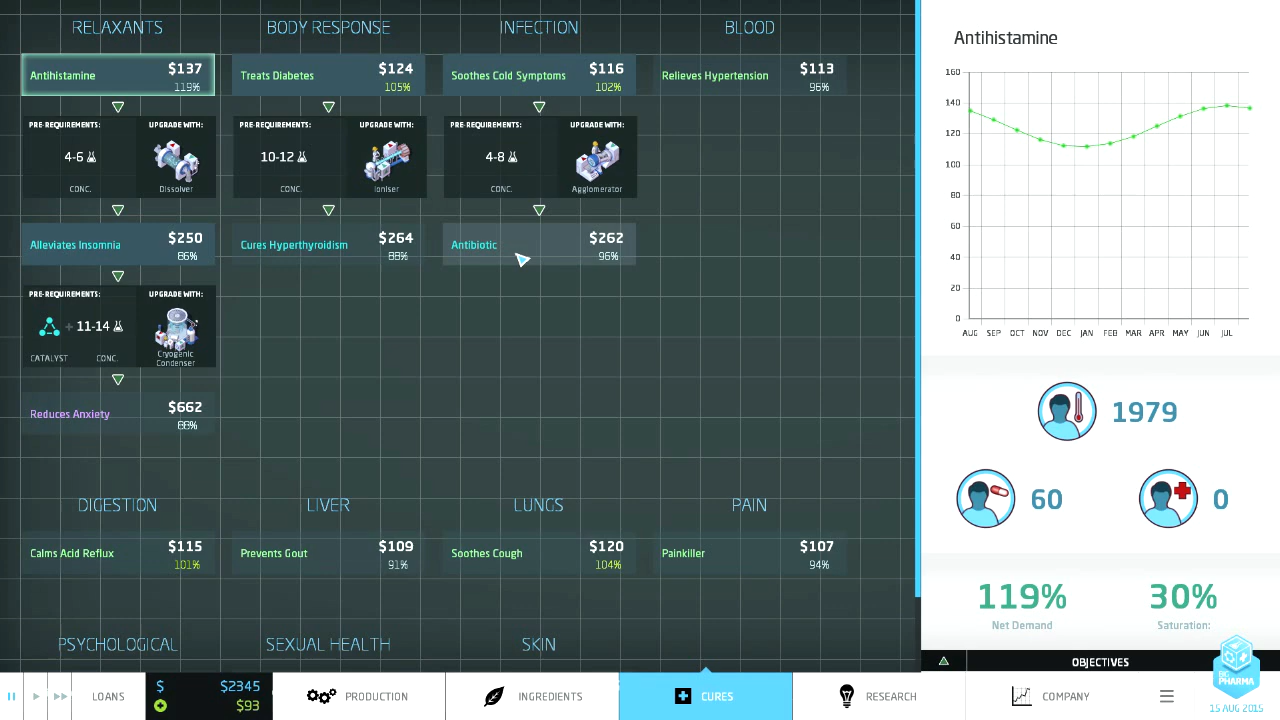 RELAXANTS
BODY RESPONSE
INFECTION
BLOOD
Antihistamine $137 119%
Treats Diabetes $124 105%
Soothes Cold Symptoms $116 102%
Relieves Hypertension $113 96%
PRE-REQUIREMENTS: UPGRADE WITH:
4-6
CONC. Dissolver
PRE-REQUIREMENTS: UPGRADE WITH:
10-12
CONC. Ioniser
PRE-REQUIREMENTS: UPGRADE WITH:
4-8
CONC. Agglomerator
Alleviates Insomnia $250 86%
Cures Hyperthyroidism $264 88%
Antibiotic $262 96%
PRE-REQUIREMENTS: UPGRADE WITH:
+ 11-14
CATALYST CONC. Cryogenic Condenser
Reduces Anxiety $662 88%
DIGESTION
LIVER
LUNGS
PAIN
Calms Acid Reflux $115 101%
Prevents Gout $109 91%
Soothes Cough $120 104%
Painkiller $107 94%
PSYCHOLOGICAL
SEXUAL HEALTH
SKIN
Antihistamine
160
140
120
100
80
60
40
20
0
AUG SEP OCT NOV DEC JAN FEB MAR APR MAY JUN JUL
1979
60
0
119%
Net Demand
30%
Saturation:
OBJECTIVES
LOANS
$ $2345
$93
PRODUCTION
INGREDIENTS
CURES
RESEARCH
COMPANY
BIG PHARMA
15 AUG 2015